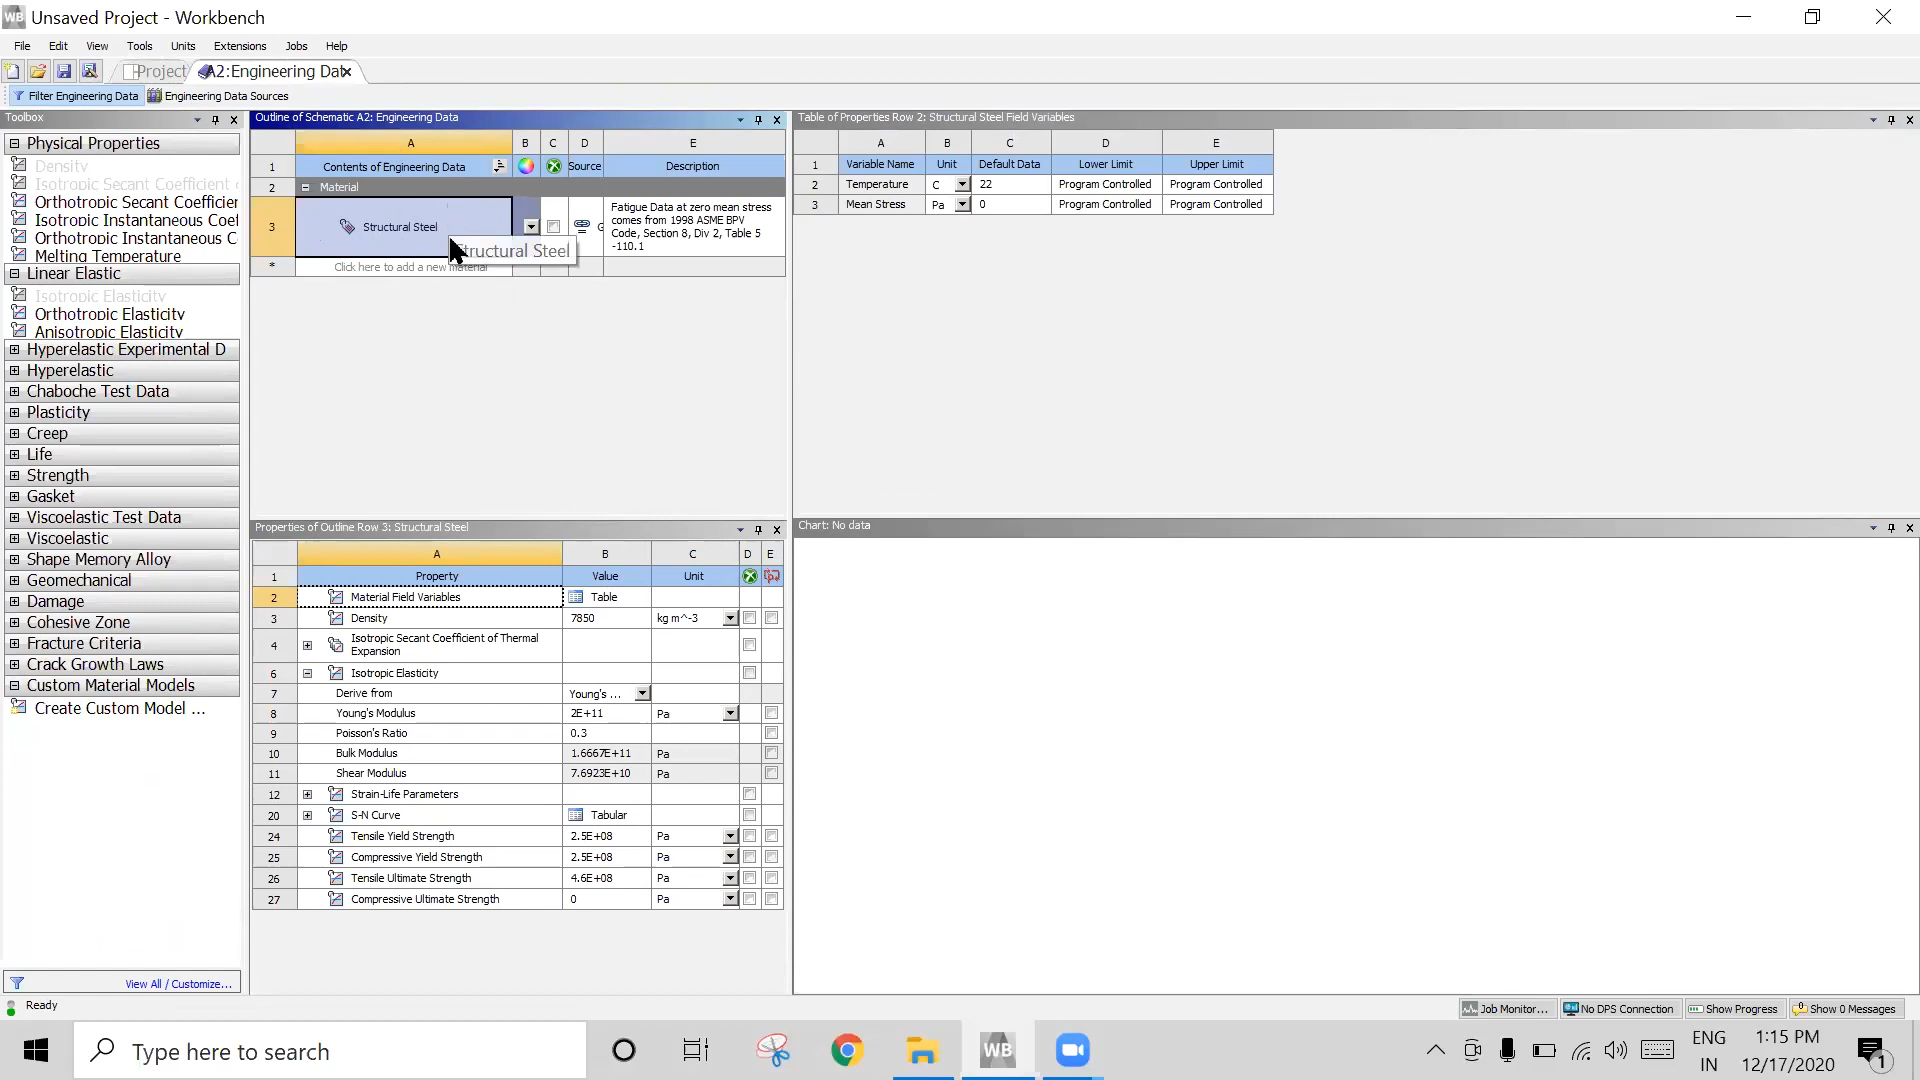 WB Unsaved Project - Workbench
File Edit View Tools Units Extensions Jobs Help
Project A2:Engineering Dat
Filter Engineering Data Engineering Data Sources
Toolbox
Physical Properties
Density
Isotropic Secant Coefficient
Orthotropic Secant Coefficier
Isotropic Instantaneous Coef
Orthotropic Instantaneous C
Melting Temperature
Linear Elastic
Isotropic Elasticity
Orthotropic Elasticity
Anisotropic Elasticity
Hyperelastic Experimental D
Hyperelastic
Chaboche Test Data
Plasticity
Creep
Life
Strength
Gasket
Viscoelastic Test Data
Viscoelastic
Shape Memory Alloy
Geomechanical
Damage
Cohesive Zone
Fracture Criteria
Crack Growth Laws
Custom Material Models
Create Custom Model ...
View All / Customize...
Outline of Schematic A2: Engineering Data
A B C D E
1 Contents of Engineering Data Source Description
2 Material
3 Structural Steel G Fatigue Data at zero mean stress
comes from 1998 ASME BPV
Code, Section 8, Div 2, Table 5
-110.1
Structural Steel
* Click here to add a new material
Properties of Outline Row 3: Structural Steel
A B C D E
1 Property Value Unit
2 Material Field Variables Table
3 Density 7850 kg m^-3
4 Isotropic Secant Coefficient of Thermal
Expansion
6 Isotropic Elasticity
7 Derive from Young's ...
8 Young's Modulus 2E+11 Pa
9 Poisson's Ratio 0.3
10 Bulk Modulus 1.6667E+11 Pa
11 Shear Modulus 7.6923E+10 Pa
12 Strain-Life Parameters
20 S-N Curve Tabular
24 Tensile Yield Strength 2.5E+08 Pa
25 Compressive Yield Strength 2.5E+08 Pa
26 Tensile Ultimate Strength 4.6E+08 Pa
27 Compressive Ultimate Strength 0 Pa
Table of Properties Row 2: Structural Steel Field Variables
A B C D E
1 Variable Name Unit Default Data Lower Limit Upper Limit
2 Temperature C 22 Program Controlled Program Controlled
3 Mean Stress Pa 0 Program Controlled Program Controlled
Chart: No data
Ready
Job Monitor... No DPS Connection Show Progress Show 0 Messages
Type here to search
WB
ENG
IN
1:15 PM
12/17/2020
1